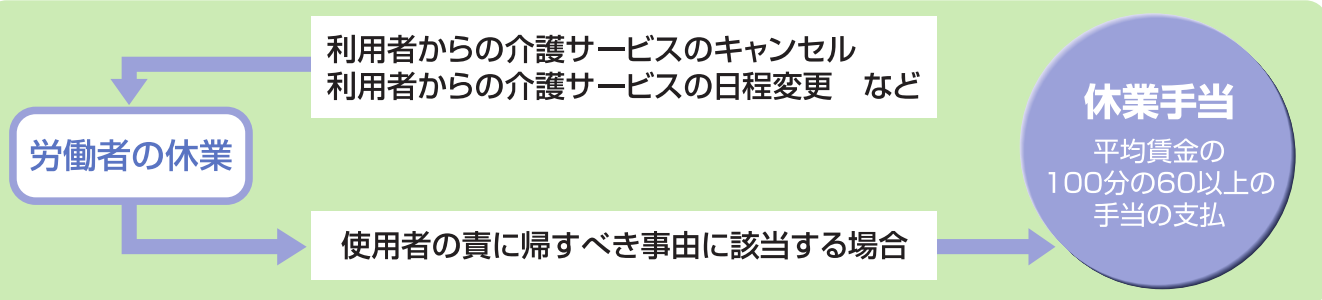 利用者からの介護サービスのキャンセル
利用者からの介護サービスの日程変更　など
労働者の休業
使用者の責に帰すべき事由に該当する場合
休業手当
平均賃金の
100分の60以上の
手当の支払